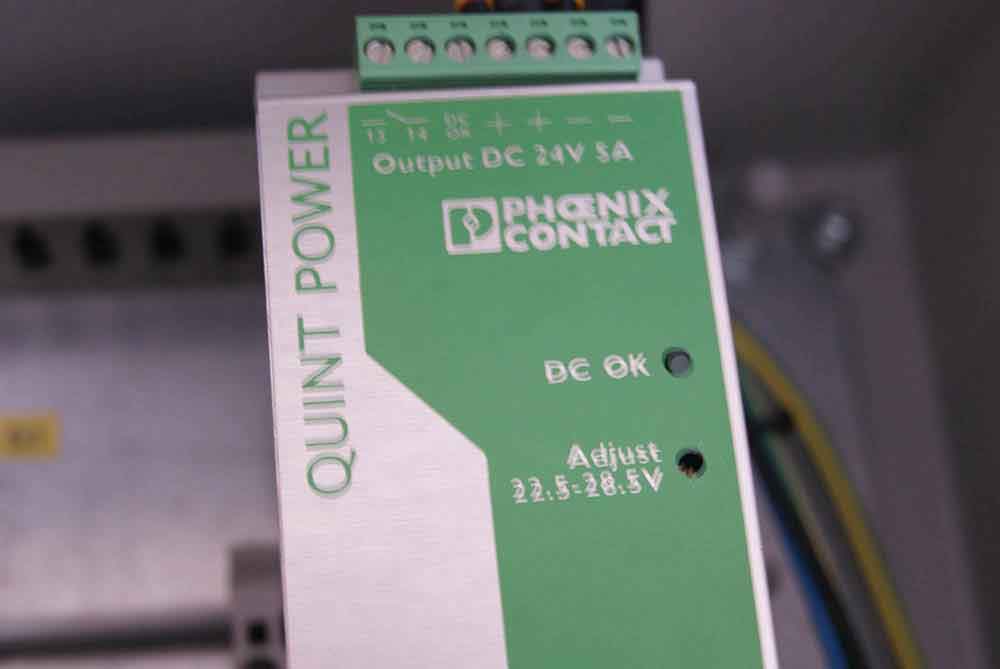 13 14 DC OK + + − −
Output DC 24V 5A
PHŒNIX
CONTACT
QUINT POWER
DC OK
Adjust
22.5-28.5V